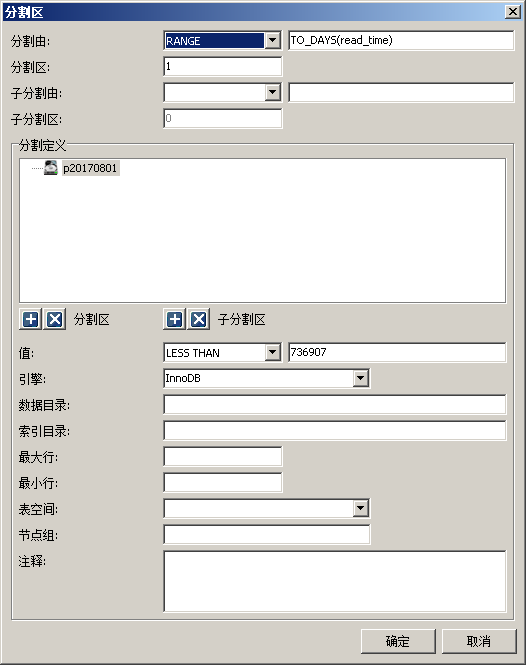 分割区
分割由: RANGE TO_DAYS(read_time)
分割区: 1
子分割由:
子分割区: 0
分割定义
p20170801
分割区 子分割区
值: LESS THAN 736907
引擎: InnoDB
数据目录:
索引目录:
最大行:
最小行:
表空间:
节点组:
注释:
确定 取消